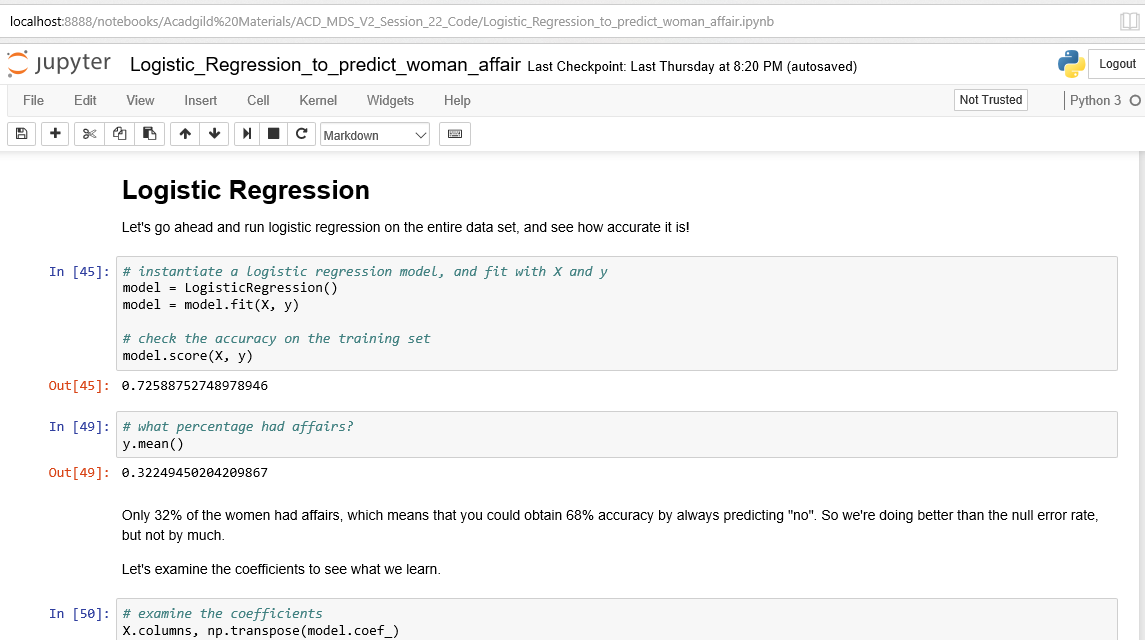 localhost:8888/notebooks/Acadgild%20Materials/ACD_MDS_V2_Session_22_Code/Logistic_Regression_to_predict_woman_affair.ipynb
jupyter Logistic_Regression_to_predict_woman_affair Last Checkpoint: Last Thursday at 8:20 PM (autosaved) Logout
File Edit View Insert Cell Kernel Widgets Help Not Trusted Python 3
Markdown
Logistic Regression
Let's go ahead and run logistic regression on the entire data set, and see how accurate it is!
In [45]: # instantiate a logistic regression model, and fit with X and y
model = LogisticRegression()
model = model.fit(X, y)
# check the accuracy on the training set
model.score(X, y)
Out[45]: 0.72588752748978946
In [49]: # what percentage had affairs?
y.mean()
Out[49]: 0.32249450204209867
Only 32% of the women had affairs, which means that you could obtain 68% accuracy by always predicting "no". So we're doing better than the null error rate,
but not by much.
Let's examine the coefficients to see what we learn.
In [50]: # examine the coefficients
X.columns, np.transpose(model.coef_)